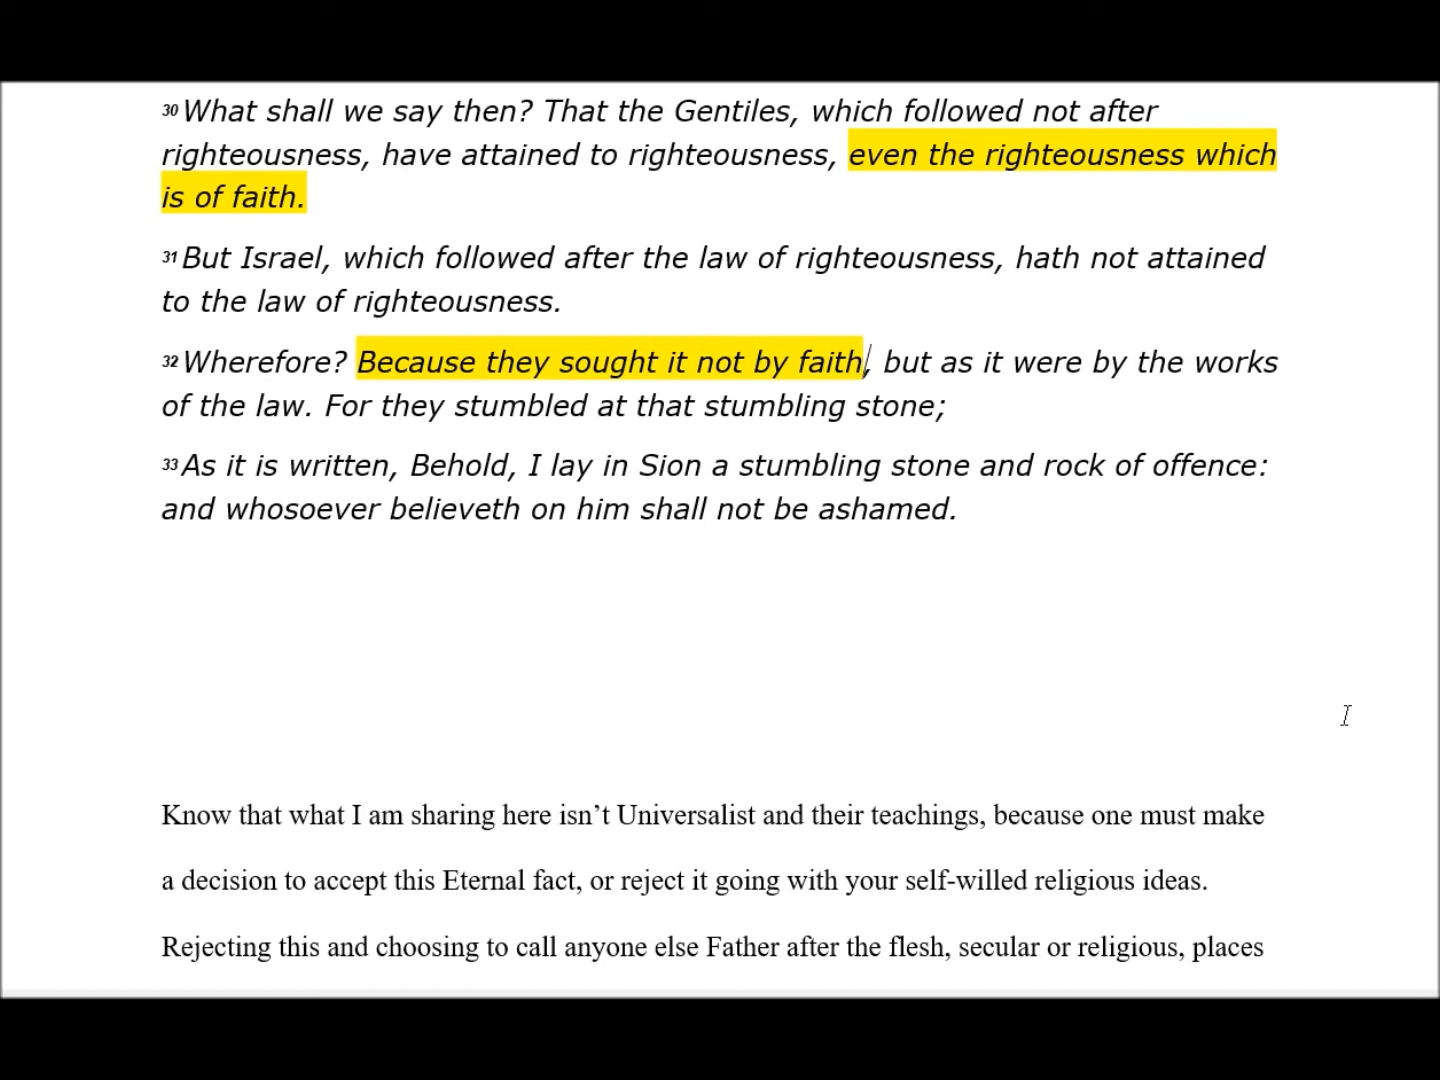 30 What shall we say then? That the Gentiles, which followed not after
righteousness, have attained to righteousness, even the righteousness which
is of faith.
31 But Israel, which followed after the law of righteousness, hath not attained
to the law of righteousness.
32 Wherefore? Because they sought it not by faith, but as it were by the works
of the law. For they stumbled at that stumbling stone;
33 As it is written, Behold, I lay in Sion a stumbling stone and rock of offence:
and whosoever believeth on him shall not be ashamed.
Know that what I am sharing here isn’t Universalist and their teachings, because one must make
a decision to accept this Eternal fact, or reject it going with your self-willed religious ideas.
Rejecting this and choosing to call anyone else Father after the flesh, secular or religious, places